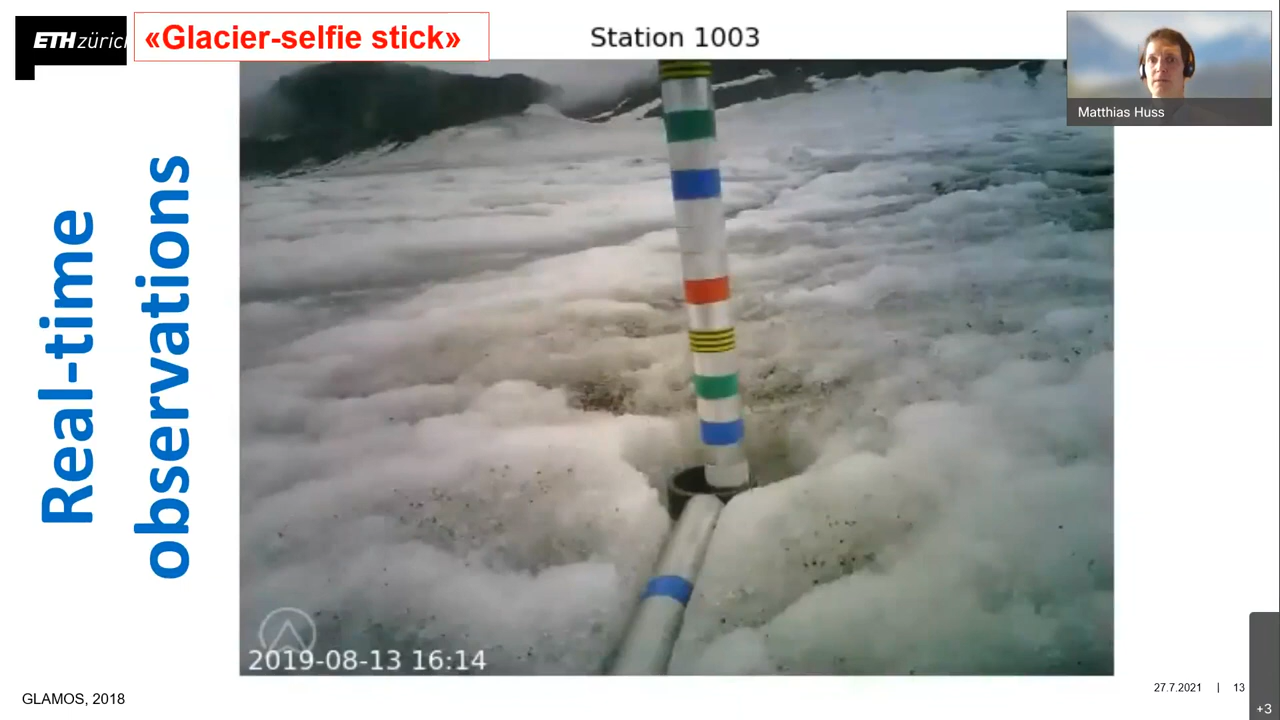 ETH zürich
«Glacier-selfie stick»
Station 1003
Matthias Huss
Real-time
observations
2019-08-13 16:14
GLAMOS, 2018
27.7.2021 | 13
+3